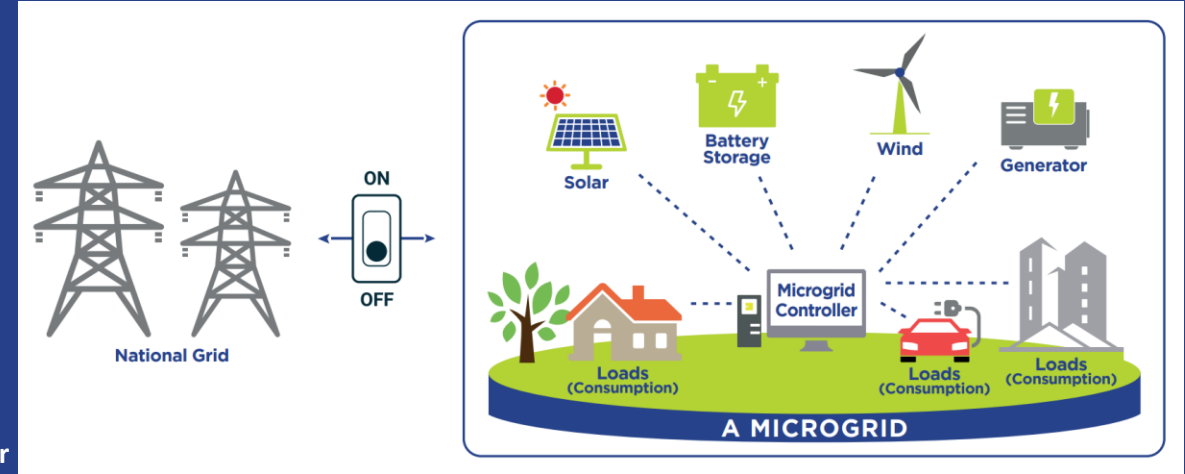 ON
OFF
National Grid
Solar
Battery
Storage
- +
Wind
Generator
Microgrid
Controller
Loads
(Consumption)
Loads
(Consumption)
Loads
(Consumption)
A MICROGRID
r